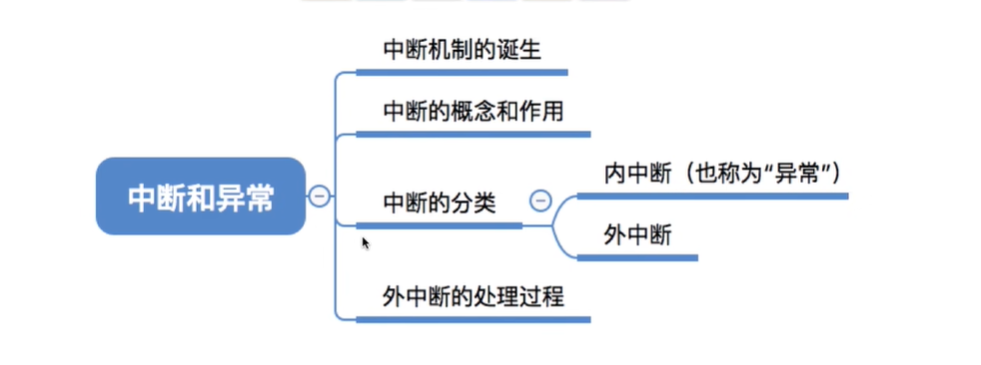 中断机制的诞生
中断的概念和作用
中断和异常
中断的分类
内中断（也称为“异常”）
外中断
外中断的处理过程